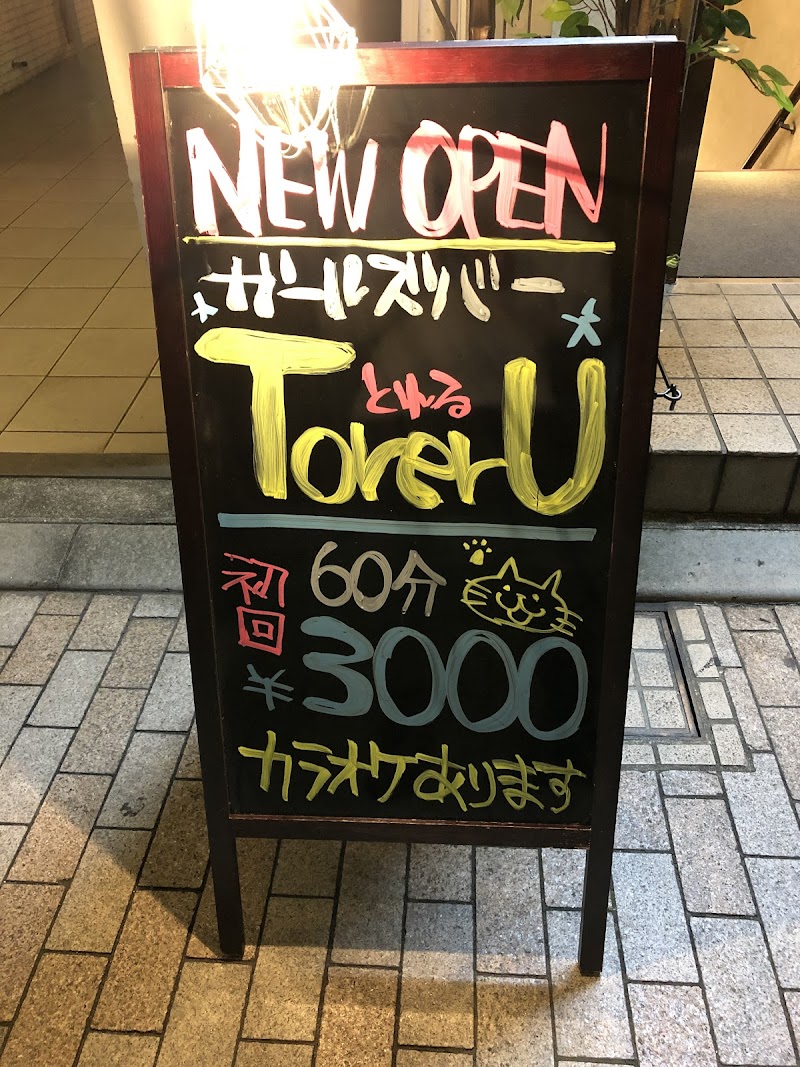 NEW OPEN
ガールズバー
とれる
TorerU
初回
60分
¥3000
カラオケあります